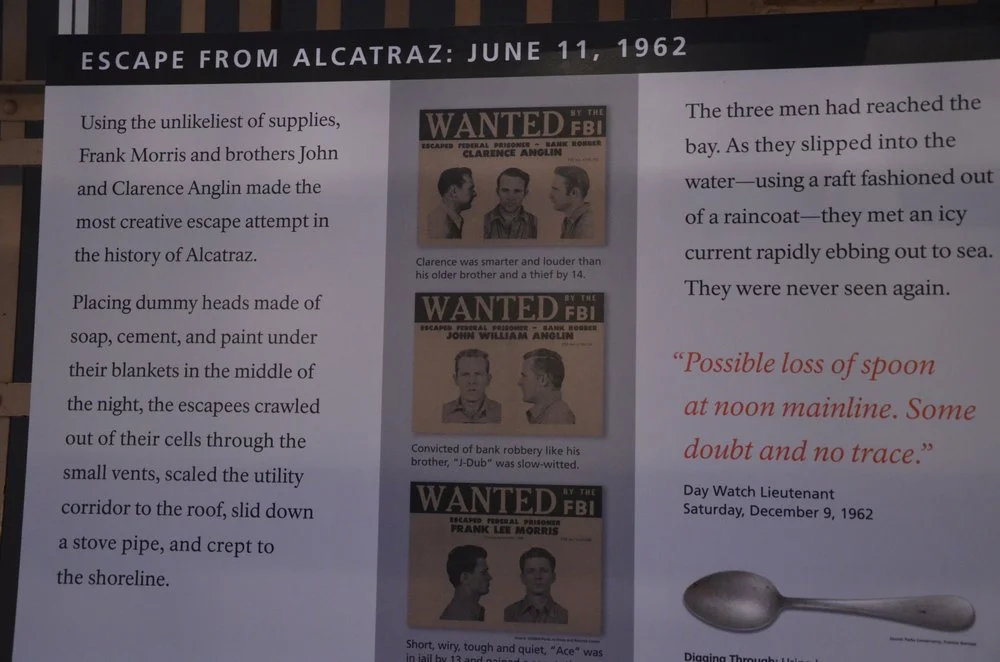 ESCAPE FROM ALCATRAZ: JUNE 11, 1962
Using the unlikeliest of supplies,
Frank Morris and brothers John
and Clarence Anglin made the
most creative escape attempt in
the history of Alcatraz.
Placing dummy heads made of
soap, cement, and paint under
their blankets in the middle of
the night, the escapees crawled
out of their cells through the
small vents, scaled the utility
corridor to the roof, slid down
a stove pipe, and crept to
the shoreline.
WANTED BY THE FBI
ESCAPED FEDERAL PRISONER - BANK ROBBER
CLARENCE ANGLIN
Clarence was smarter and louder than
his older brother and a thief by 14.
WANTED BY THE FBI
ESCAPED FEDERAL PRISONER - BANK ROBBER
JOHN WILLIAM ANGLIN
Convicted of bank robbery like his
brother, “J-Dub” was slow-witted.
WANTED BY THE FBI
ESCAPED FEDERAL PRISONER
FRANK LEE MORRIS
Short, wiry, tough and quiet, “Ace” was
in jail by 13 and gained a
The three men had reached the
bay. As they slipped into the
water—using a raft fashioned out
of a raincoat—they met an icy
current rapidly ebbing out to sea.
They were never seen again.
“Possible loss of spoon
at noon mainline. Some
doubt and no trace.”
Day Watch Lieutenant
Saturday, December 9, 1962
Digging Through: